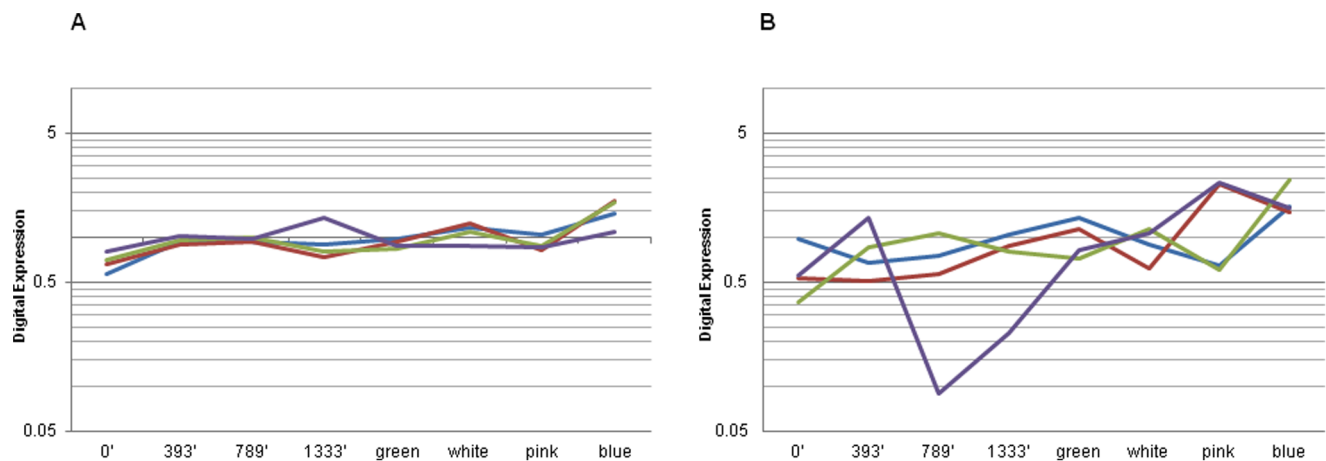 A
Digital Expression
5
0.5
0.05
0' 393' 789' 1333' green white pink blue
B
Digital Expression
5
0.5
0.05
0' 393' 789' 1333' green white pink blue